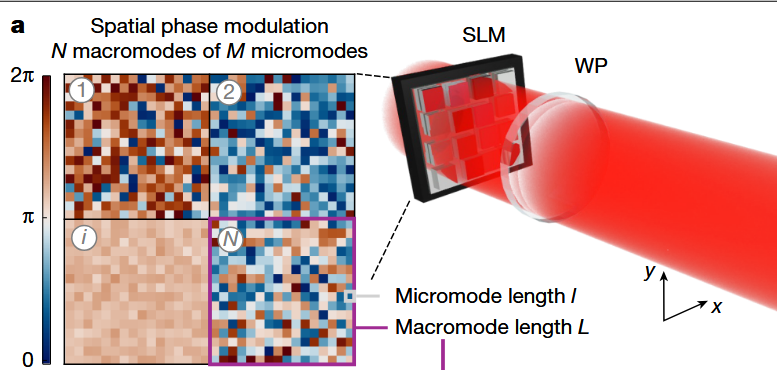 a
Spatial phase modulation
N macromodes of M micromodes
2π
π
0
1
2
i
N
SLM
WP
Micromode length l
Macromode length L
y
x